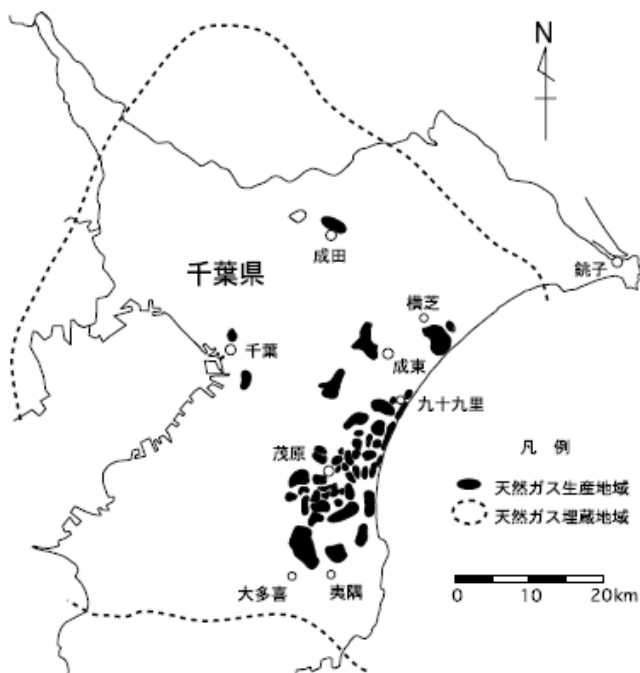 N
成田
千葉県
銚子
横芝
千葉
成東
九十九里
凡 例
茂原
天然ガス生産地域
天然ガス埋蔵地域
大多喜
夷隅
0 10 20km